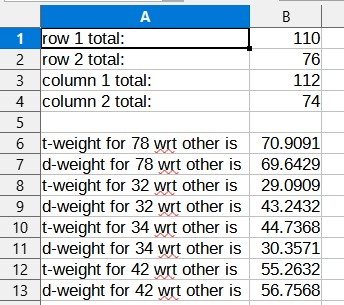 A B
1 row 1 total: 110
2 row 2 total: 76
3 column 1 total: 112
4 column 2 total: 74
5
6 t-weight for 78 wrt other is 70.9091
7 d-weight for 78 wrt other is 69.6429
8 t-weight for 32 wrt other is 29.0909
9 d-weight for 32 wrt other is 43.2432
10 t-weight for 34 wrt other is 44.7368
11 d-weight for 34 wrt other is 30.3571
12 t-weight for 42 wrt other is 55.2632
13 d-weight for 42 wrt other is 56.7568